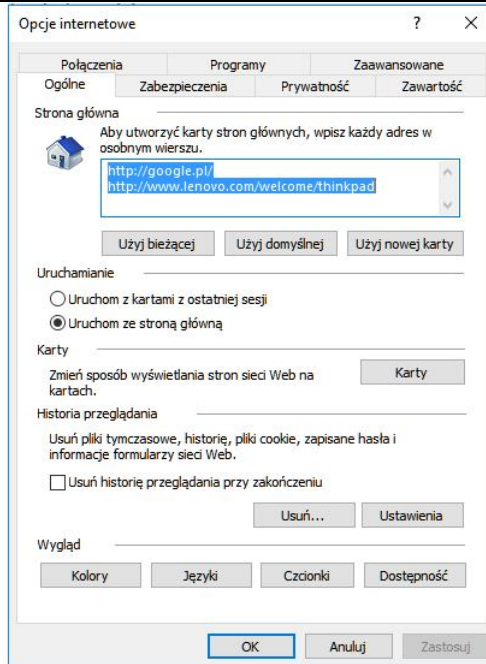 Opcje internetowe
Połączenia Programy Zaawansowane
Ogólne Zabezpieczenia Prywatność Zawartość
Strona główna
Aby utworzyć karty stron głównych, wpisz każdy adres w
osobnym wierszu.
http://google.pl/
http://www.lenovo.com/welcome/thinkpad
Użyj bieżącej Użyj domyślnej Użyj nowej karty
Uruchamianie
Uruchom z kartami z ostatniej sesji
Uruchom ze stroną główną
Karty
Zmień sposób wyświetlania stron sieci Web na
kartach.
Karty
Historia przeglądania
Usuń pliki tymczasowe, historię, pliki cookie, zapisane hasła i
informacje formularzy sieci Web.
Usuń historię przeglądania przy zakończeniu
Usuń... Ustawienia
Wygląd
Kolory Języki Czcionki Dostępność
OK Anuluj Zastosuj